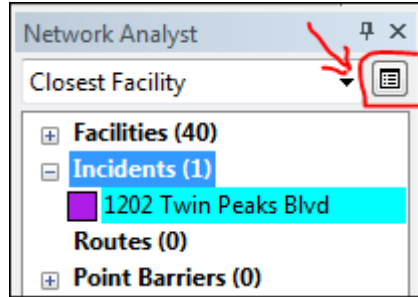 Network Analyst
Closest Facility
Facilities (40)
Incidents (1)
1202 Twin Peaks Blvd
Routes (0)
Point Barriers (0)